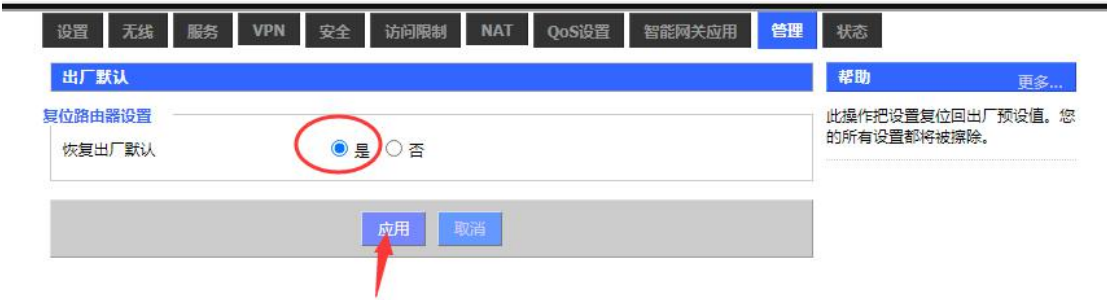 设置 无线 服务 VPN 安全 访问限制 NAT QoS设置 智能网关应用 管理 状态
出厂默认
复位路由器设置
恢复出厂默认 是 否
应用 取消
帮助 更多...
此操作把设置复位回出厂预设值。您
的所有设置都将被擦除。